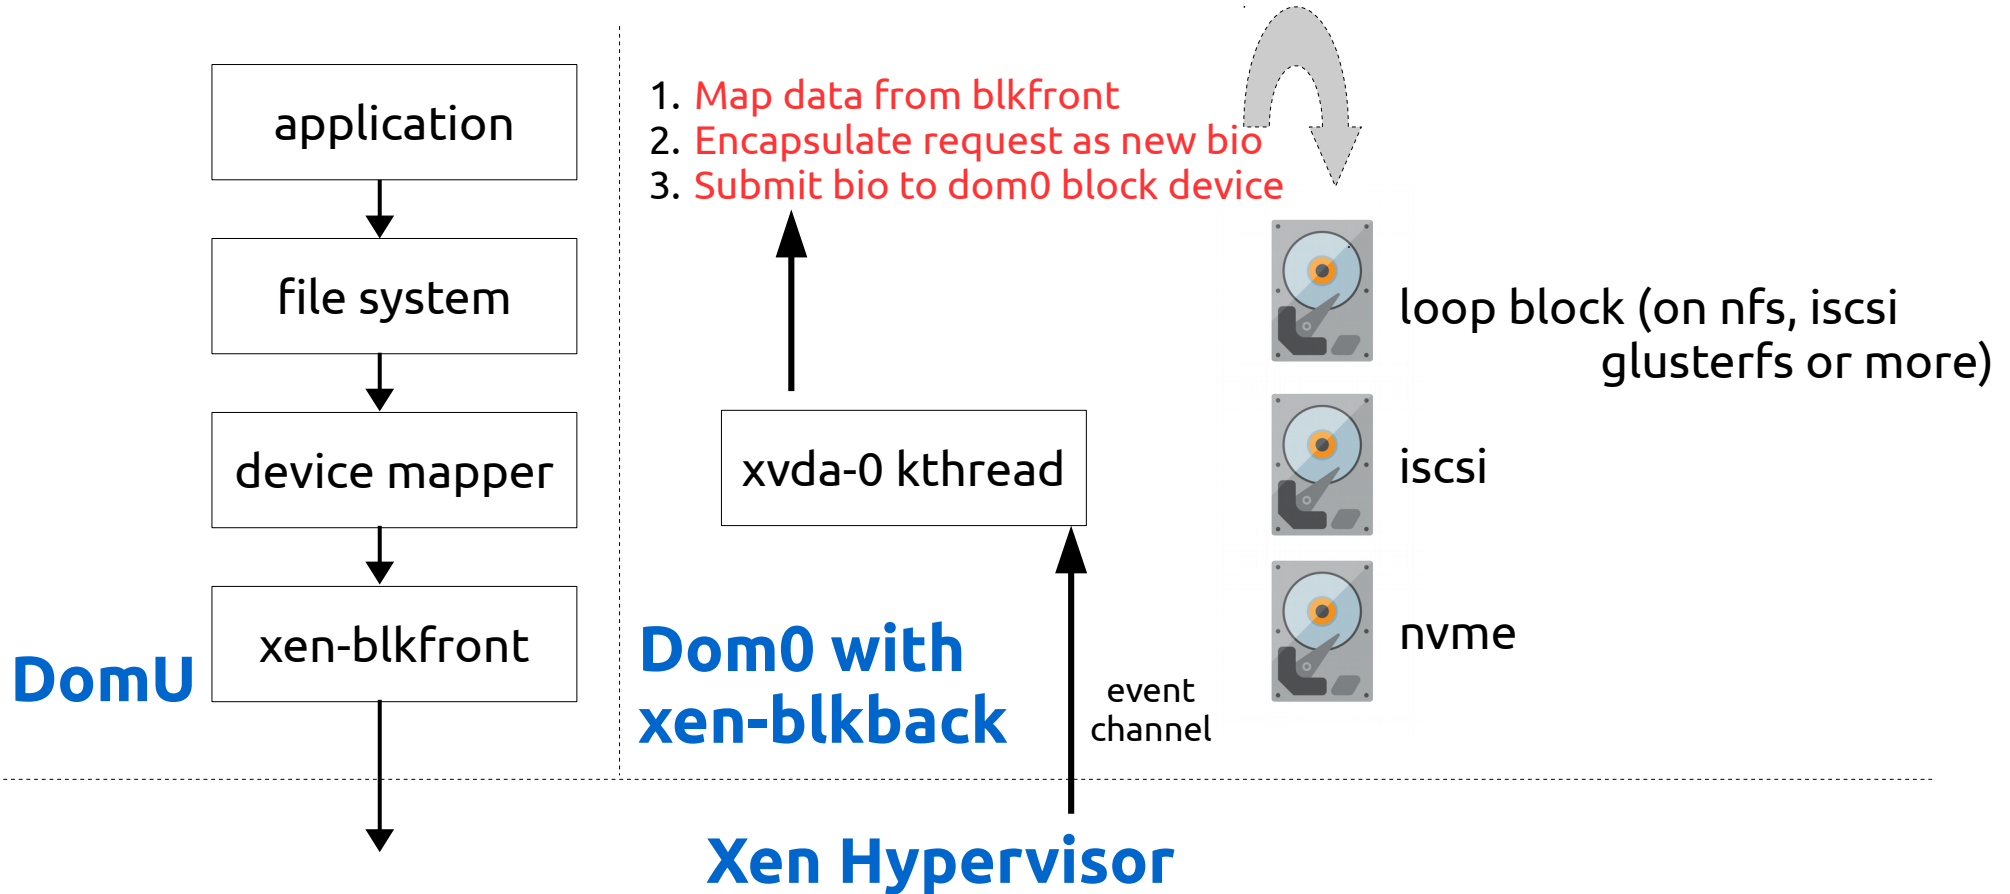 application
file system
device mapper
xen-blkfront
DomU
1. Map data from blkfront
2. Encapsulate request as new bio
3. Submit bio to dom0 block device
xvda-0 kthread
Dom0 with
xen-blkback
event
channel
loop block (on nfs, iscsi
glusterfs or more)
iscsi
nvme
Xen Hypervisor